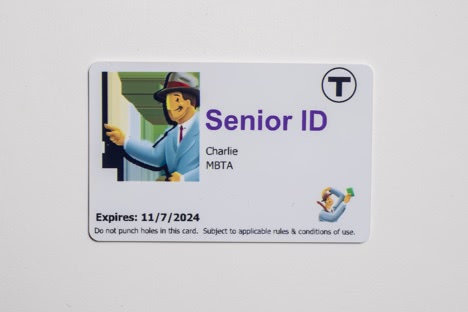 T
Senior ID
Charlie
MBTA
Expires: 11/7/2024
Do not punch holes in this card. Subject to applicable rules & conditions of use.